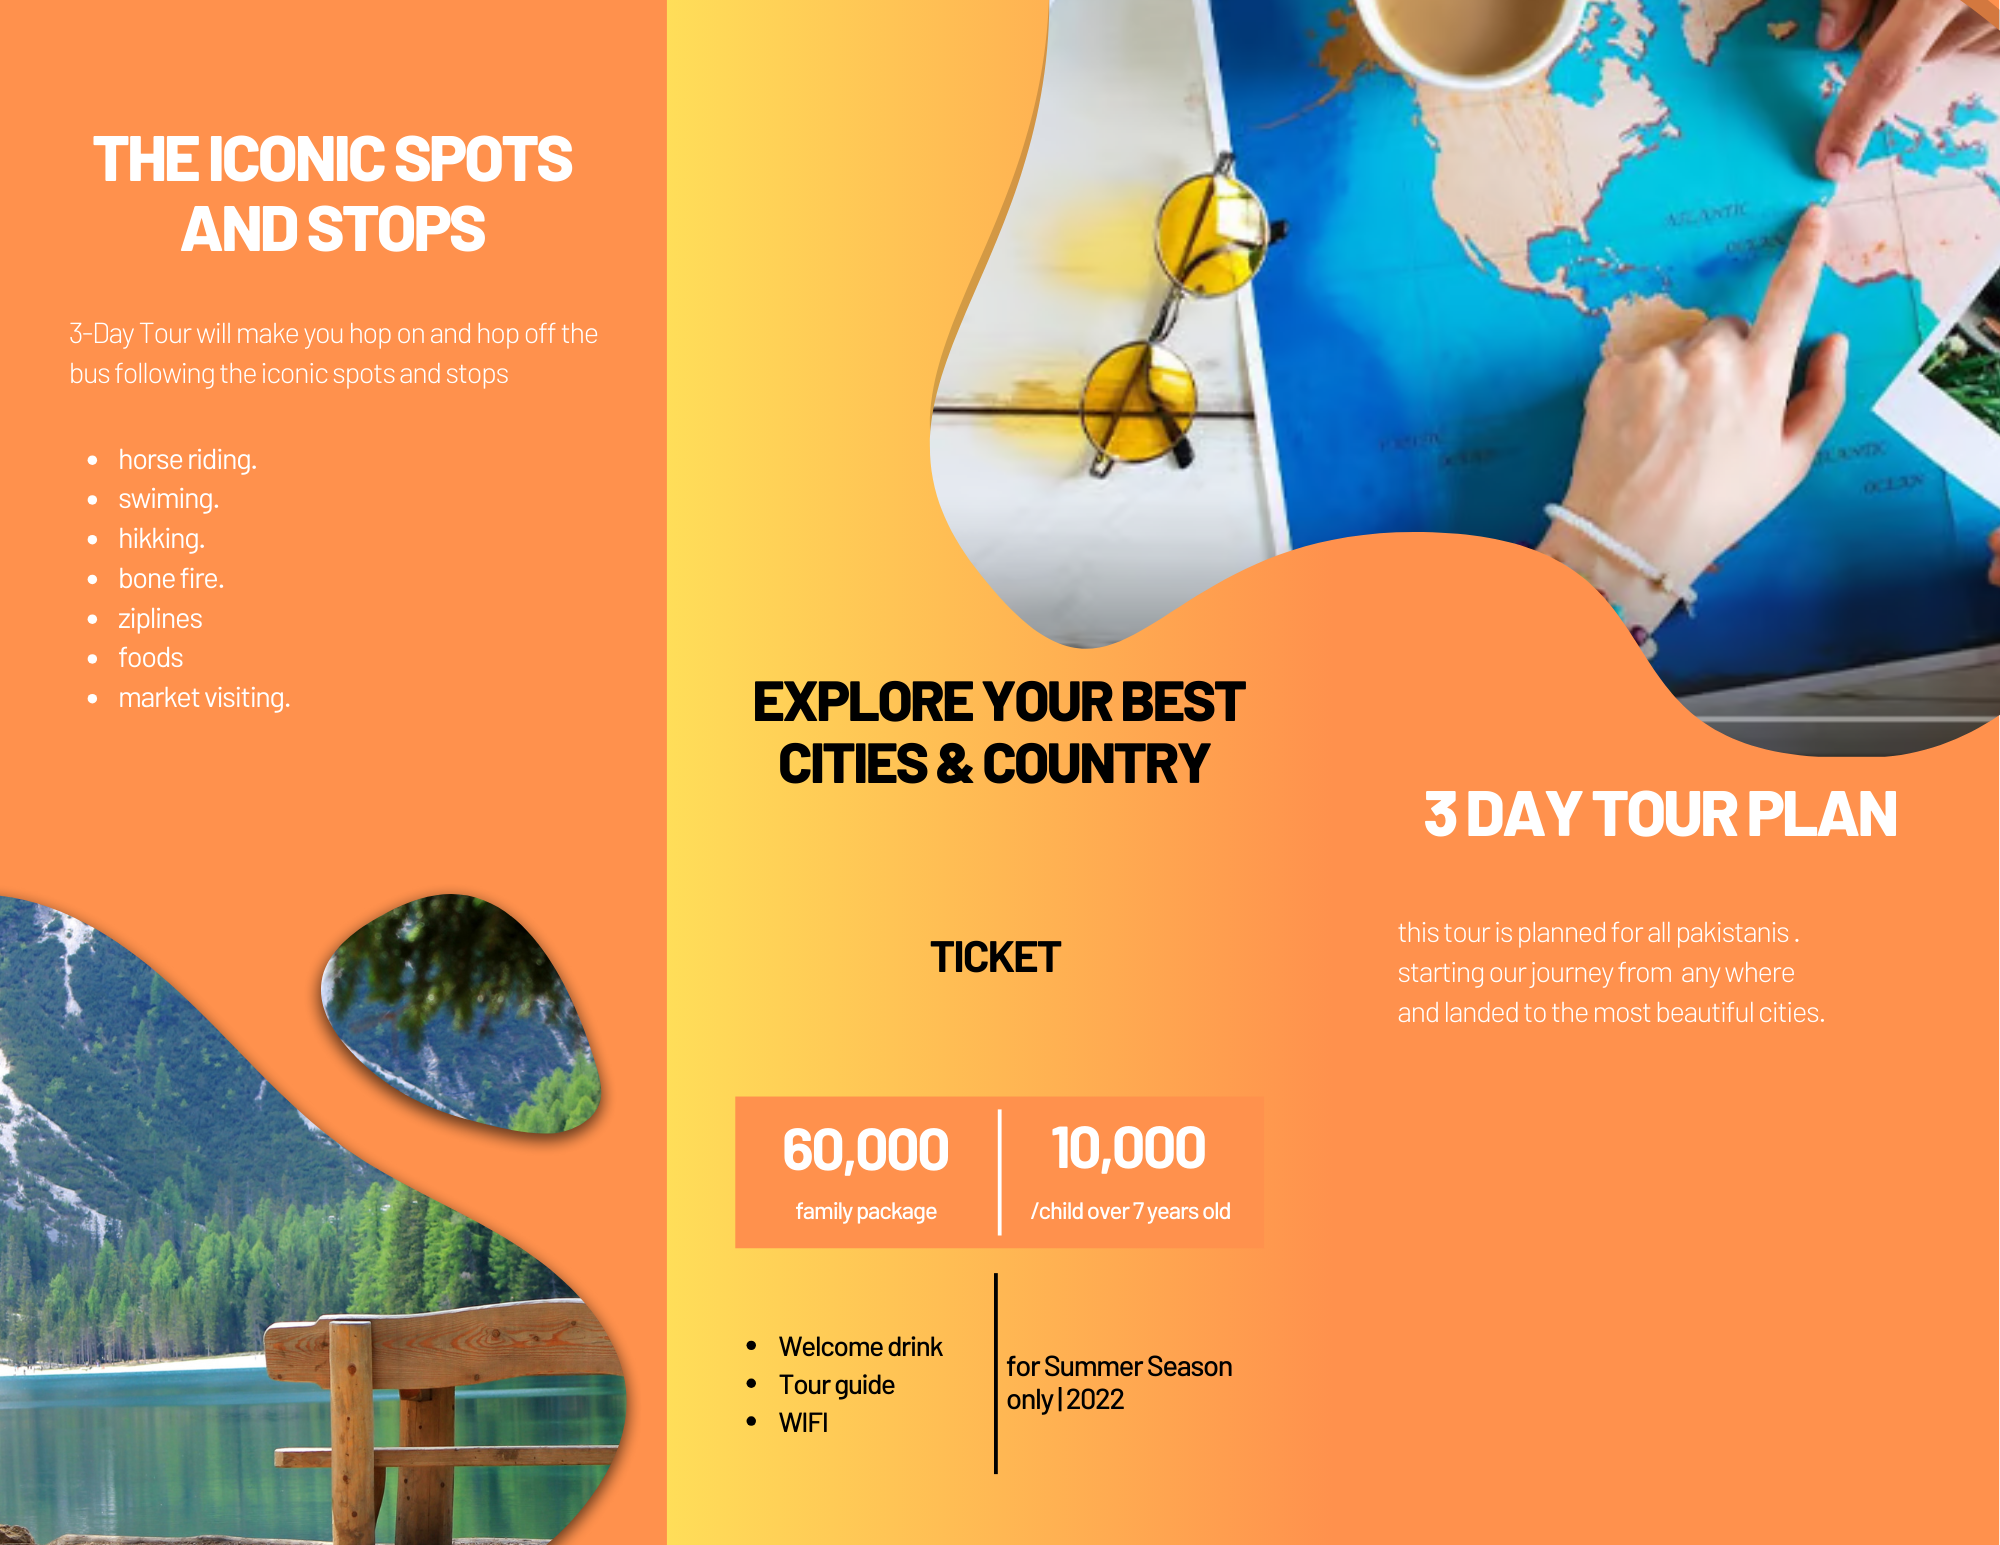 THE ICONIC SPOTS
AND STOPS
3-Day Tour will make you hop on and hop off the
bus following the iconic spots and stops
horse riding.
swiming.
hikking.
bone fire.
ziplines
foods
market visiting.
EXPLORE YOUR BEST
CITIES & COUNTRY
TICKET
60,000
family package
10,000
/child over 7 years old
Welcome drink
Tour guide
WIFI
for Summer Season
only | 2022
ATLANTIC
OCEAN
ATLANTIC
OCEAN
3 DAY TOUR PLAN
this tour is planned for all pakistanis .
starting our journey from  any where
and landed to the most beautiful cities.